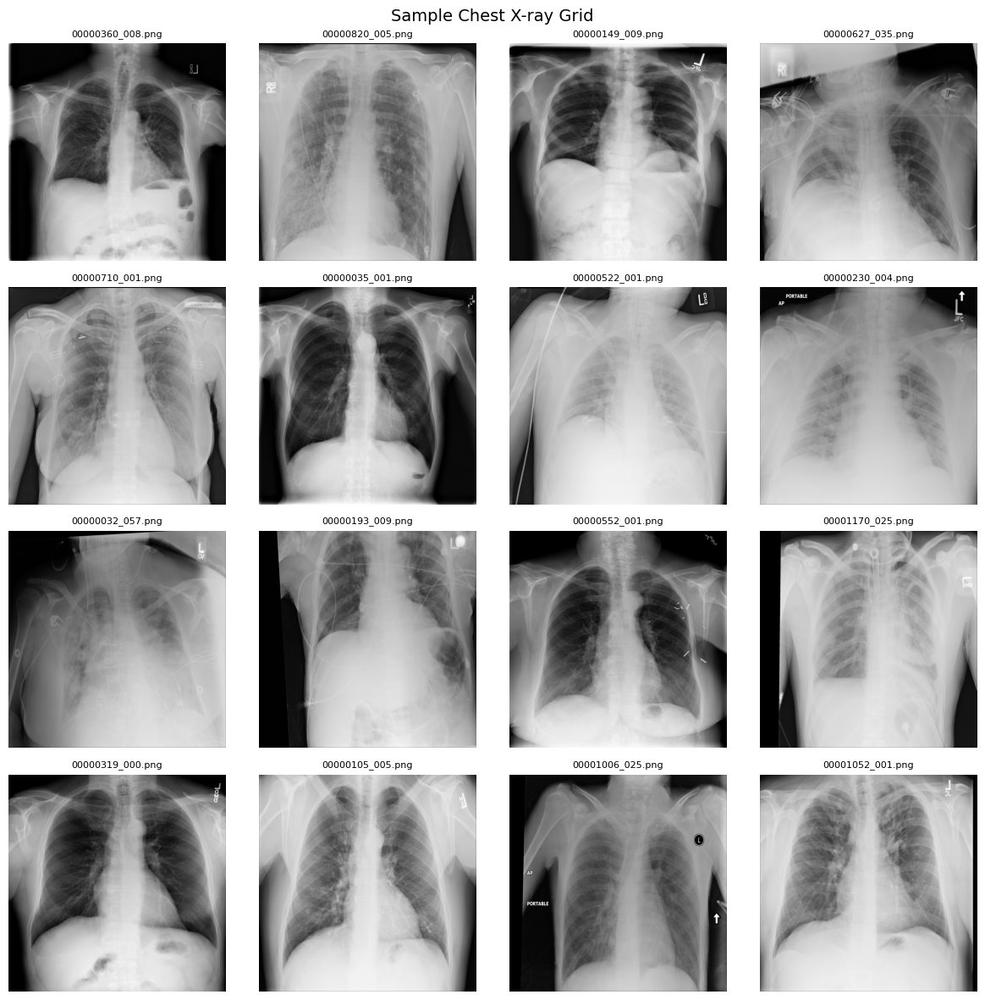 Sample Chest X-ray Grid
00000360_008.png
00000820_005.png
00000149_009.png
00000627_035.png
L
R
L
R
00000710_001.png
00000035_001.png
00000522_001.png
00000230_004.png
L
PORTABLE
AP
L
JFC
00000032_057.png
00000193_009.png
00000552_001.png
00001170_025.png
L
L
L
00000319_000.png
00000105_005.png
00001006_025.png
00001052_001.png
L
L
AP
PORTABLE
L